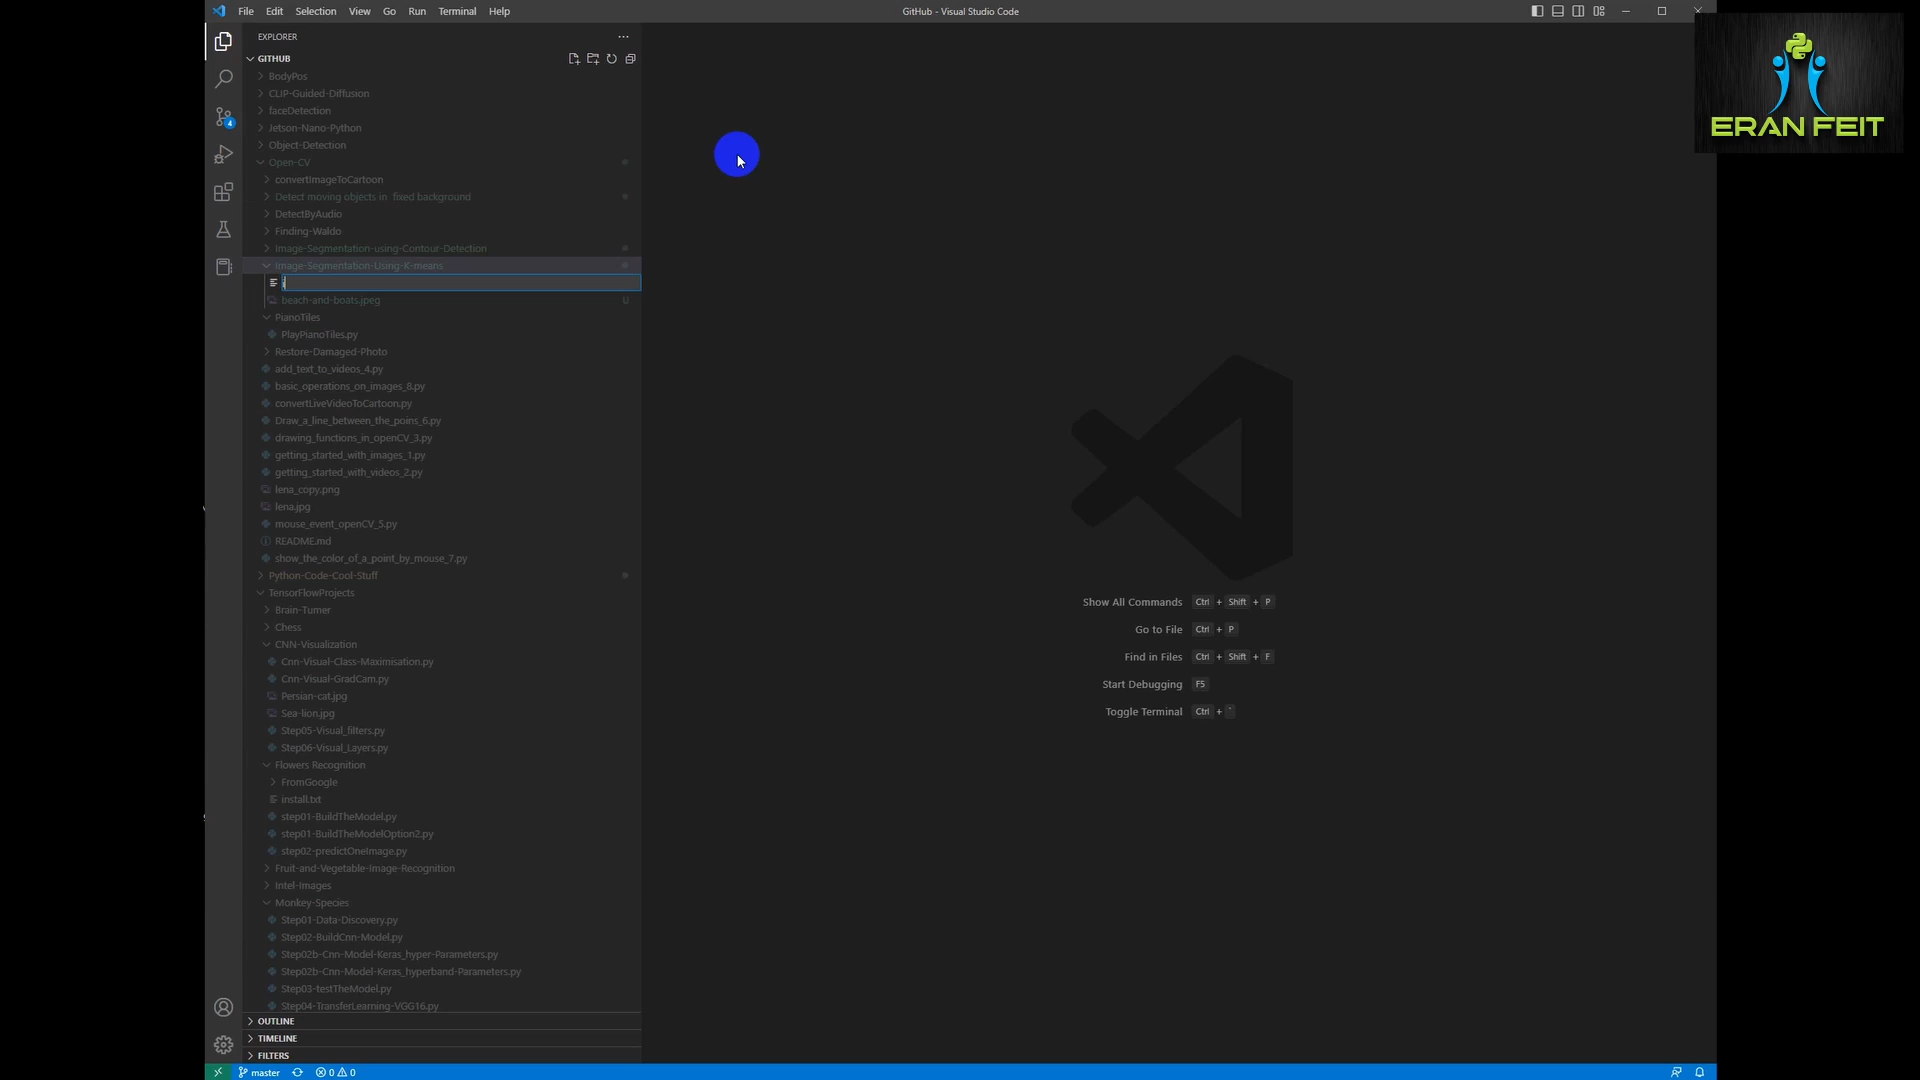 File Edit Selection View Go Run Terminal Help
GitHub - Visual Studio Code
ERAN FEIT
EXPLORER
GITHUB
BodyPos
CLIP-Guided-Diffusion
faceDetection
Jetson-Nano-Python
4
Object-Detection
Open-CV
convertImageToCartoon
Detect moving objects in fixed background
DetectByAudio
Finding-Waldo
Image-Segmentation-using-Contour-Detection
Image-Segmentation-Using-K-means
i
beach-and-boats.jpeg U
PianoTiles
PlayPianoTiles.py
Restore-Damaged-Photo
add_text_to_videos_4.py
basic_operations_on_images_8.py
convertLiveVideoToCartoon.py
Draw_a_line_between_the_poins_6.py
drawing_functions_in_openCV_3.py
getting_started_with_images_1.py
getting_started_with_videos_2.py
lena_copy.png
lena.jpg
mouse_event_openCV_5.py
README.md
show_the_color_of_a_point_by_mouse_7.py
Python-Code-Cool-Stuff
TensorFlowProjects
Brain-Tumer
Chess
CNN-Visualization
Cnn-Visual-Class-Maximisation.py
Cnn-Visual-GradCam.py
Persian-cat.jpg
Sea-lion.jpg
Step05-Visual_filters.py
Step06-Visual_Layers.py
Flowers Recognition
FromGoogle
install.txt
step01-BuildTheModel.py
step01-BuildTheModelOption2.py
step02-predictOneImage.py
Fruit-and-Vegetable-Image-Recognition
Intel-Images
Monkey-Species
Step01-Data-Discovery.py
Step02-BuildCnn-Model.py
Step02b-Cnn-Model-Keras_hyper-Parameters.py
Step02b-Cnn-Model-Keras_hyperband-Parameters.py
Step03-testTheModel.py
Step04-TransferLearning-VGG16.py
OUTLINE
TIMELINE
FILTERS
Show All Commands Ctrl + Shift + P
Go to File Ctrl + P
Find in Files Ctrl + Shift + F
Start Debugging F5
Toggle Terminal Ctrl + `
master 0 0